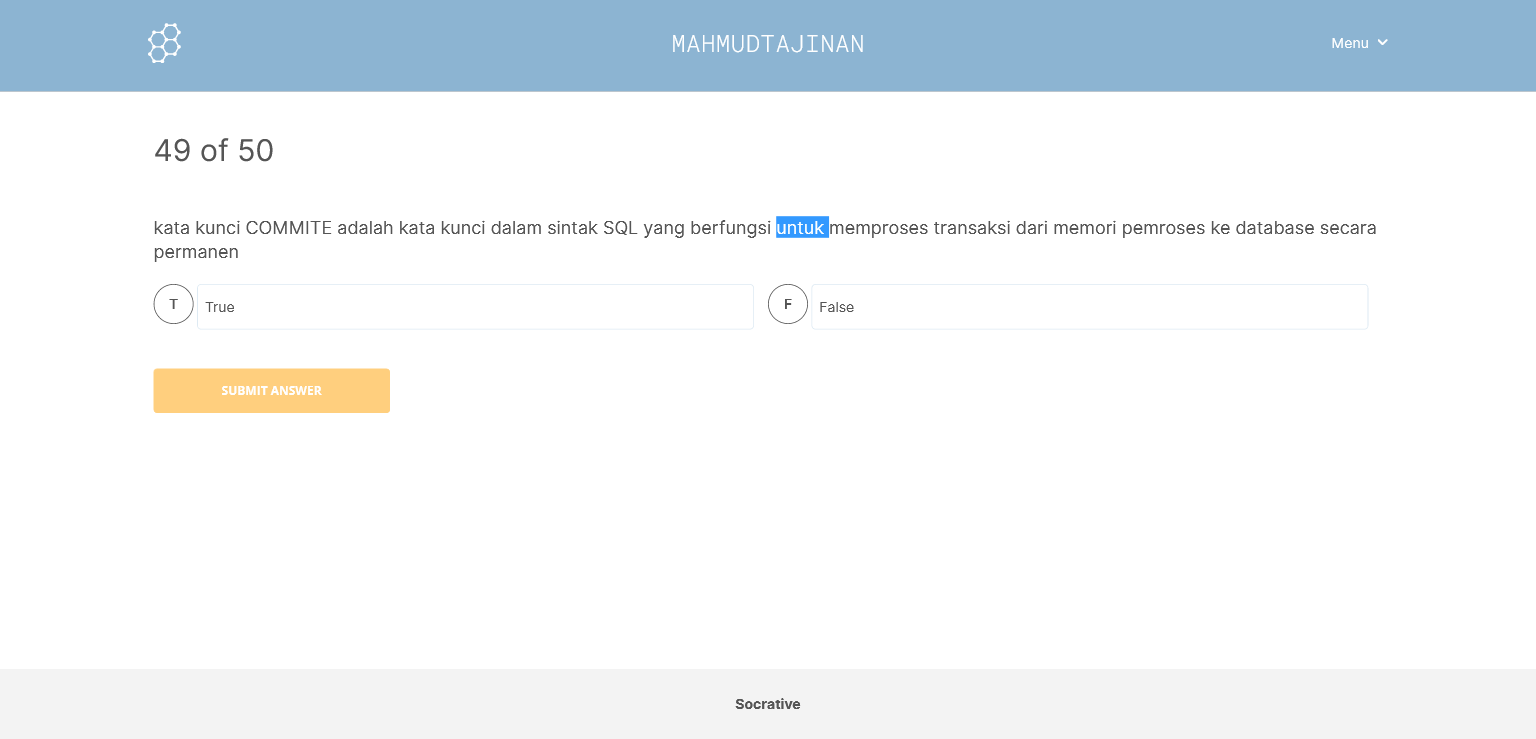 MAHMUDTAJINAN
Menu
49 of 50
kata kunci COMMITE adalah kata kunci dalam sintak SQL yang berfungsi untuk memproses transaksi dari memori pemroses ke database secara
permanen
T True
F False
SUBMIT ANSWER
Socrative